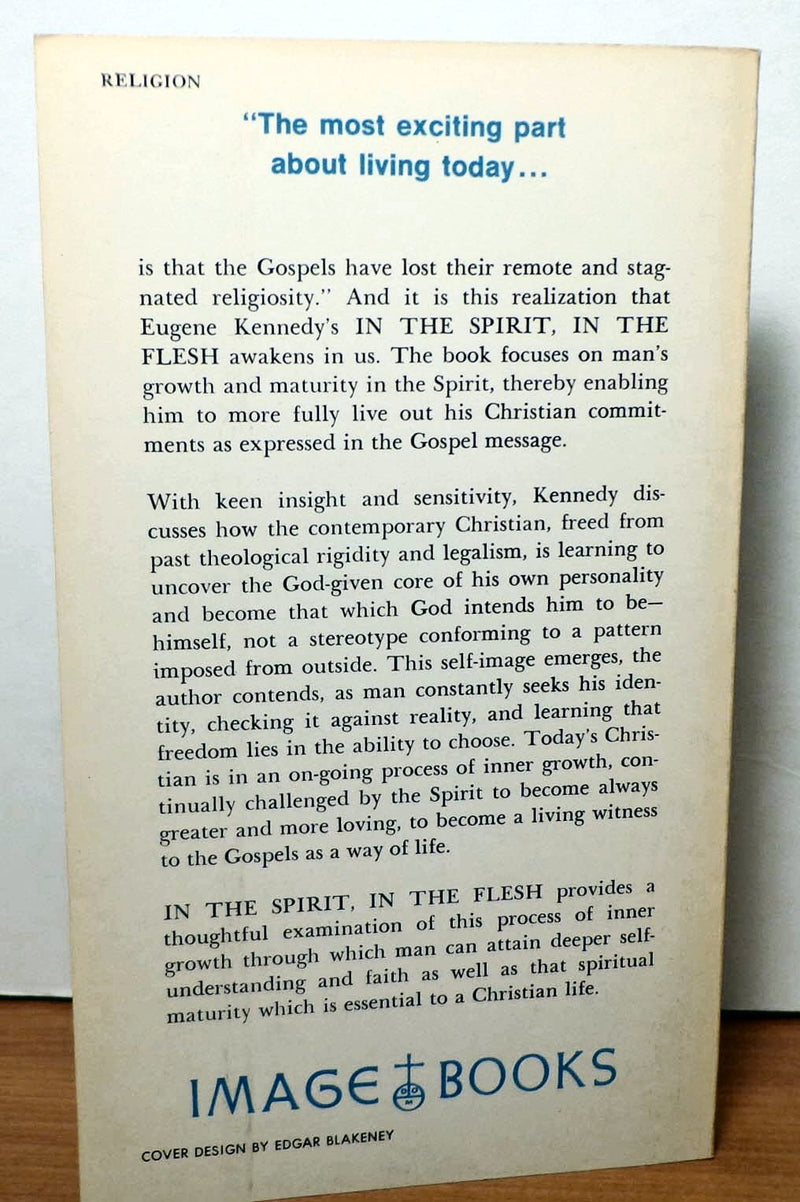 RELIGION
“The most exciting part
about living today...
is that the Gospels have lost their remote and stag-
nated religiosity.” And it is this realization that
Eugene Kennedy’s IN THE SPIRIT, IN THE
FLESH awakens in us. The book focuses on man’s
growth and maturity in the Spirit, thereby enabling
him to more fully live out his Christian commit-
ments as expressed in the Gospel message.
With keen insight and sensitivity, Kennedy dis-
cusses how the contemporary Christian, freed from
past theological rigidity and legalism, is learning to
uncover the God-given core of his own personality
and become that which God intends him to be—
himself, not a stereotype conforming to a pattern
imposed from outside. This self-image emerges, the
author contends, as man constantly seeks his iden-
tity, checking it against reality, and learning that
freedom lies in the ability to choose. Today’s Chris-
tian is in an on-going process of inner growth, con-
tinually challenged by the Spirit to become always
greater and more loving, to become a living witness
to the Gospels as a way of life.
IN THE SPIRIT, IN THE FLESH provides a
thoughtful examination of this process of inner
growth through which man can attain deeper self-
understanding and faith as well as that spiritual
maturity which is essential to a Christian life.
IMAGE BOOKS
COVER DESIGN BY EDGAR BLAKENEY